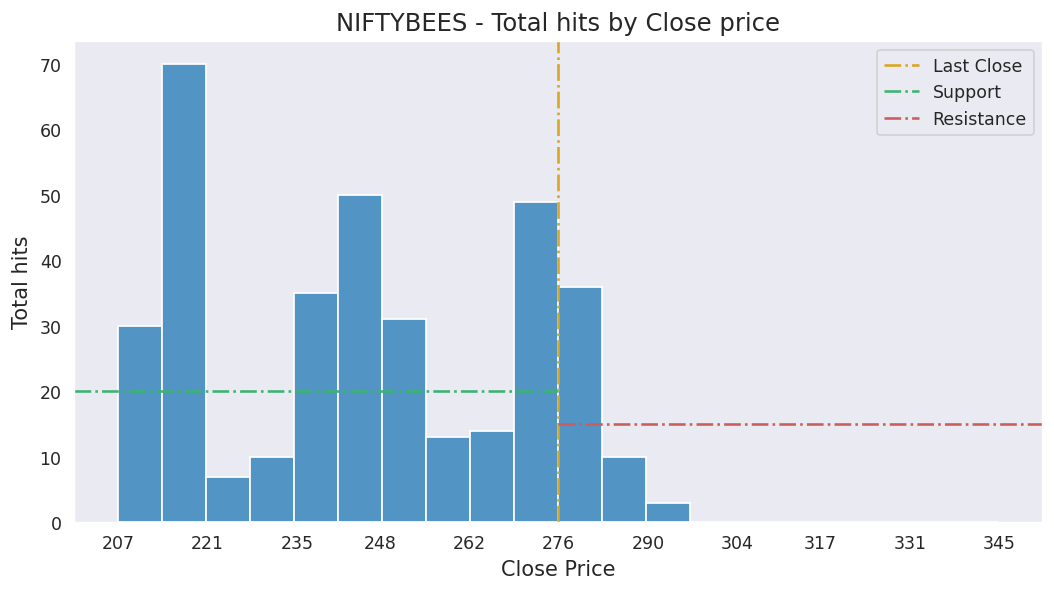 NIFTYBEES - Total hits by Close price
Last Close
Support
Resistance
Total hits
70
60
50
40
30
20
10
0
207 221 235 248 262 276 290 304 317 331 345
Close Price